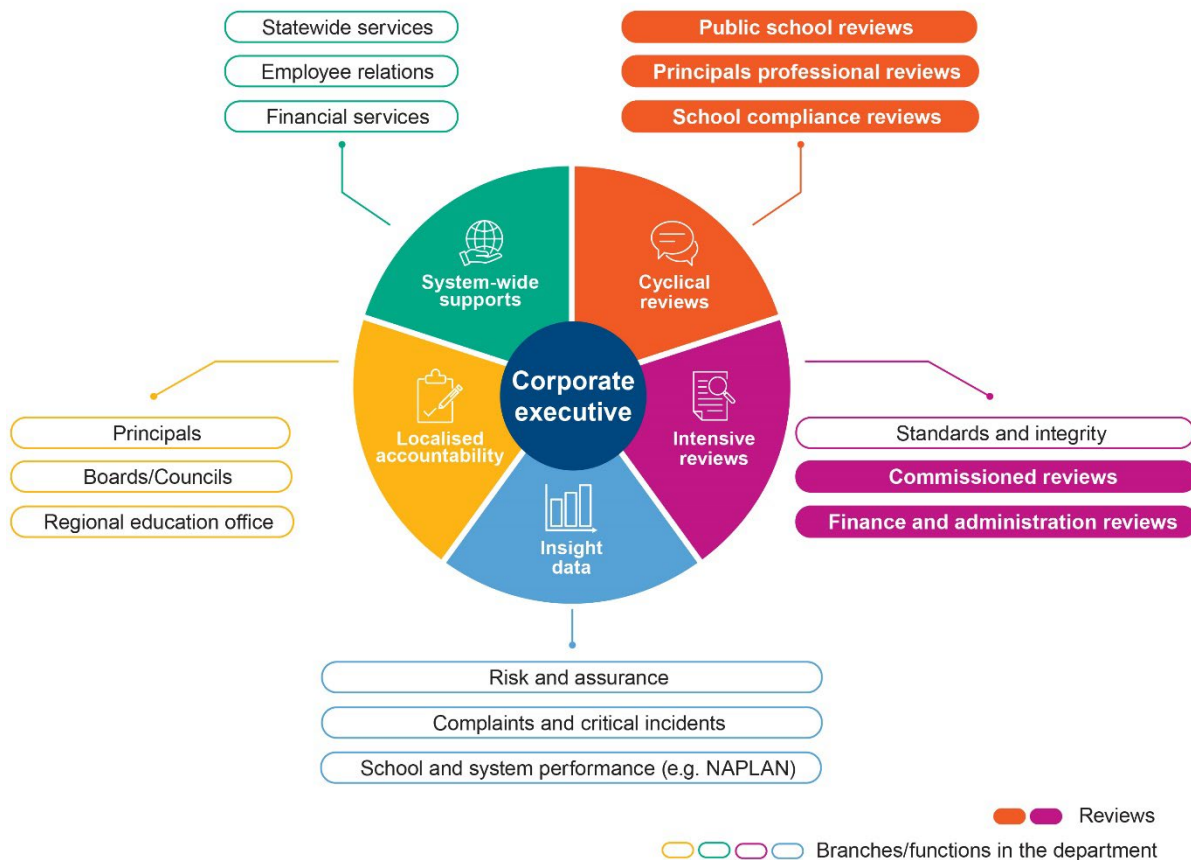 Statewide services
Employee relations
Financial services
Public school reviews
Principals professional reviews
School compliance reviews
System-wide
supports
Cyclical
reviews
Corporate
executive
Localised
accountability
Intensive
reviews
Insight
data
Principals
Boards/Councils
Regional education office
Standards and integrity
Commissioned reviews
Finance and administration reviews
Risk and assurance
Complaints and critical incidents
School and system performance (e.g. NAPLAN)
Reviews
Branches/functions in the department